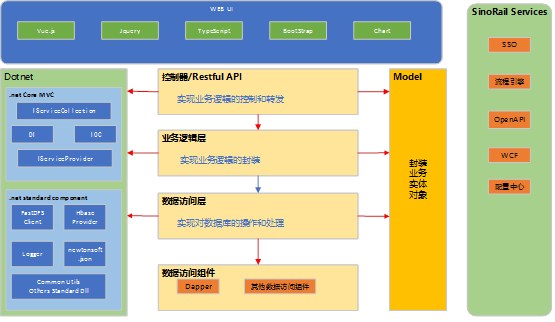 WEB UI
Vue.js
Jquery
TypeScript
BootStrap
Chart
SinoRail Services
SSO
流程引擎
OpenAPI
WCF
配置中心
Dotnet
.net Core MVC
IServiceCollection
DI
IOC
IServiceProvider
.net standard component
FastDFS
Client
Hbase
Provider
Logger
newtonsoft
.json
Common Utilb
Others Standard Dll
控制器/Restful API
实现业务逻辑的控制和转发
业务逻辑层
实现业务逻辑的封装
数据访问层
实现对数据库的操作和处理
数据访问组件
Dapper
其他数据访问组件
Model
封装
业务
实体
对象